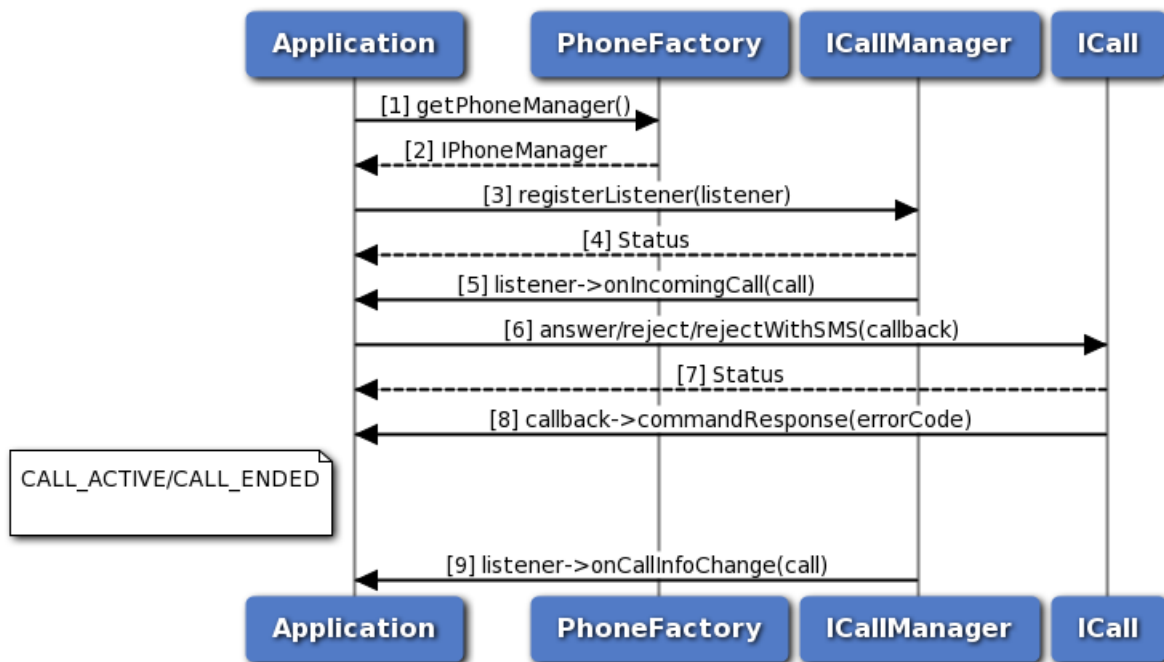 Application PhoneFactory ICallManager ICall
[1] getPhoneManager()
[2] IPhoneManager
[3] registerListener(listener)
[4] Status
[5] listener->onIncomingCall(call)
[6] answer/reject/rejectWithSMS(callback)
[7] Status
[8] callback->commandResponse(errorCode)
CALL_ACTIVE/CALL_ENDED
[9] listener->onCallInfoChange(call)
Application PhoneFactory ICallManager ICall